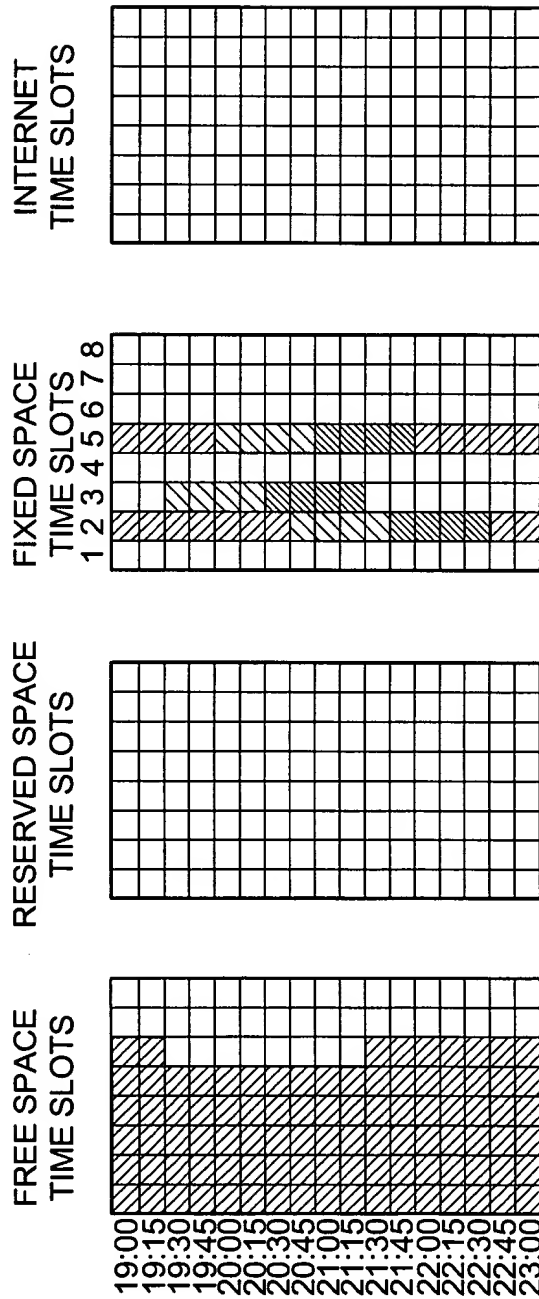 FREE SPACE
TIME SLOTS
RESERVED SPACE
TIME SLOTS
FIXED SPACE
TIME SLOTS
1 2 3 4 5 6 7 8
INTERNET
TIME SLOTS
19:00
19:15
19:30
19:45
20:00
20:15
20:30
20:45
21:00
21:15
21:30
21:45
22:00
22:15
22:30
22:45
23:00